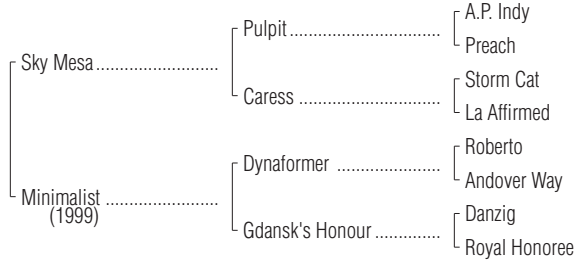 A.P. Indy
Pulpit
Preach
Sky Mesa
Storm Cat
Caress
La Affirmed
Roberto
Dynaformer
Andover Way
Minimalist
(1999)
Danzig
Gdansk's Honour
Royal Honoree